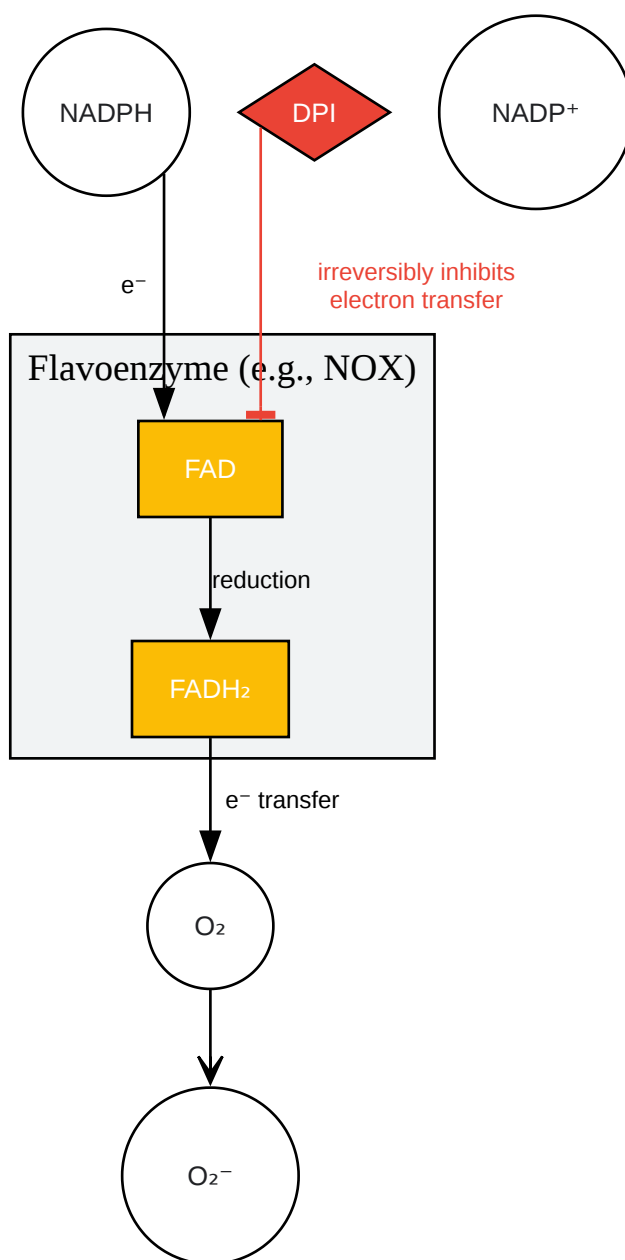 NADPH
DPI
NADP⁺
e⁻
irreversibly inhibits
electron transfer
Flavoenzyme (e.g., NOX)
FAD
reduction
FADH₂
e⁻ transfer
O₂
O₂⁻